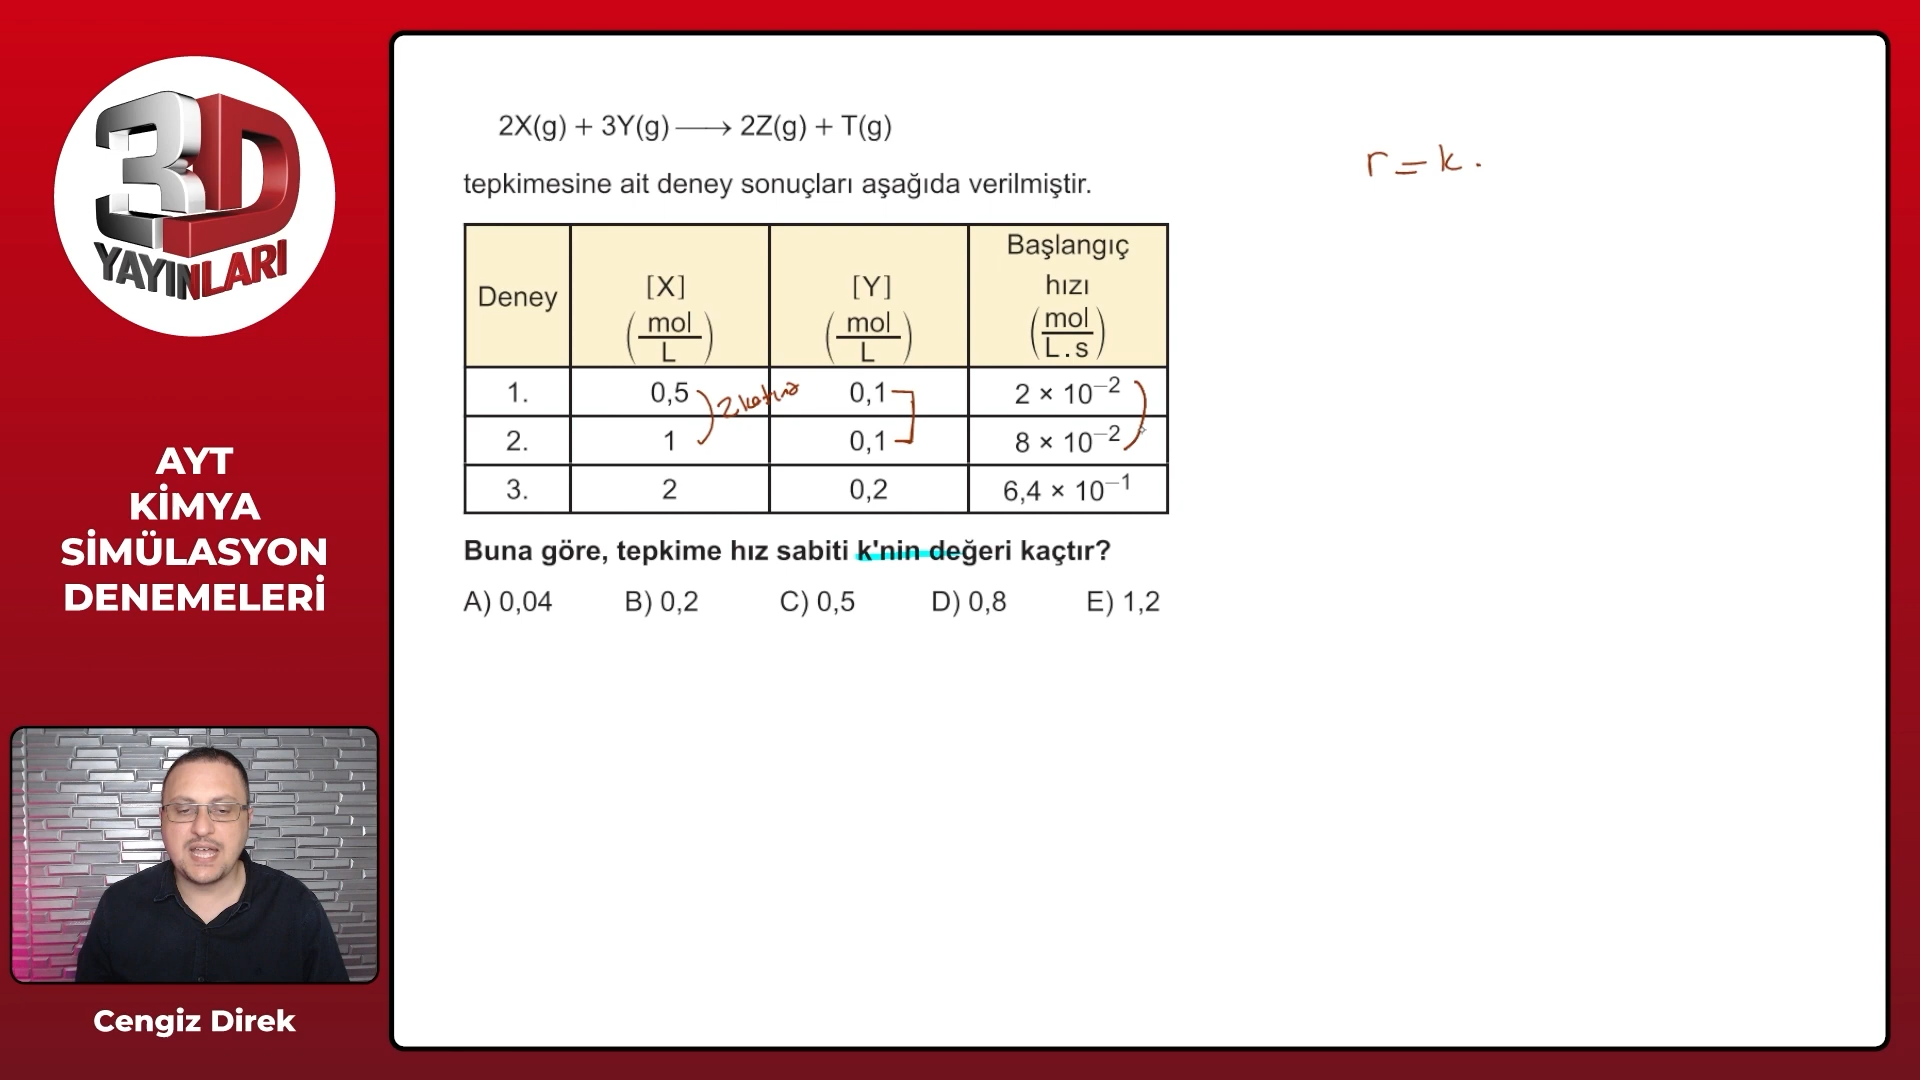 3D
YAYINLARI
AYT
KİMYA
SİMÜLASYON
DENEMELERİ
Cengiz Direk
2X(g) + 3Y(g) ⟶ 2Z(g) + T(g)
r = k .
tepkimesine ait deney sonuçları aşağıda verilmiştir.
Deney [X] (mol/L) [Y] (mol/L) Başlangıç hızı (mol/L.s)
1. 0,5 2 katına 0,1 2 × 10⁻²
2. 1 0,1 8 × 10⁻²
3. 2 0,2 6,4 × 10⁻¹
Buna göre, tepkime hız sabiti k'nin değeri kaçtır?
A) 0,04 B) 0,2 C) 0,5 D) 0,8 E) 1,2